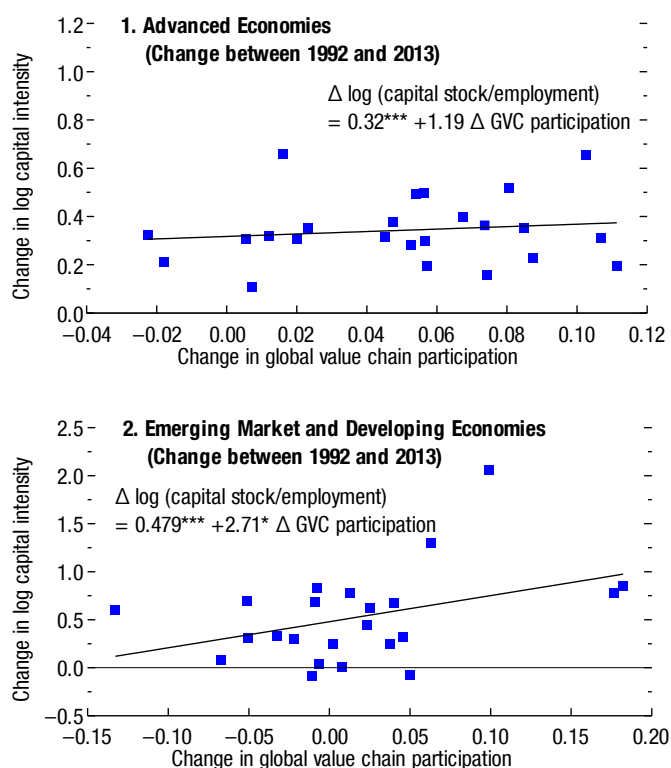 1. Advanced Economies
(Change between 1992 and 2013)
Δ log (capital stock/employment)
= 0.32*** +1.19 Δ GVC participation
Change in log capital intensity
1.2
1.0
0.8
0.6
0.4
0.2
0.0
−0.04 −0.02 0.00 0.02 0.04 0.06 0.08 0.10 0.12
Change in global value chain participation
2. Emerging Market and Developing Economies
(Change between 1992 and 2013)
Δ log (capital stock/employment)
= 0.479*** +2.71* Δ GVC participation
Change in log capital intensity
2.5
2.0
1.5
1.0
0.5
0.0
−0.5
−0.15 −0.10 −0.05 0.00 0.05 0.10 0.15 0.20
Change in global value chain participation